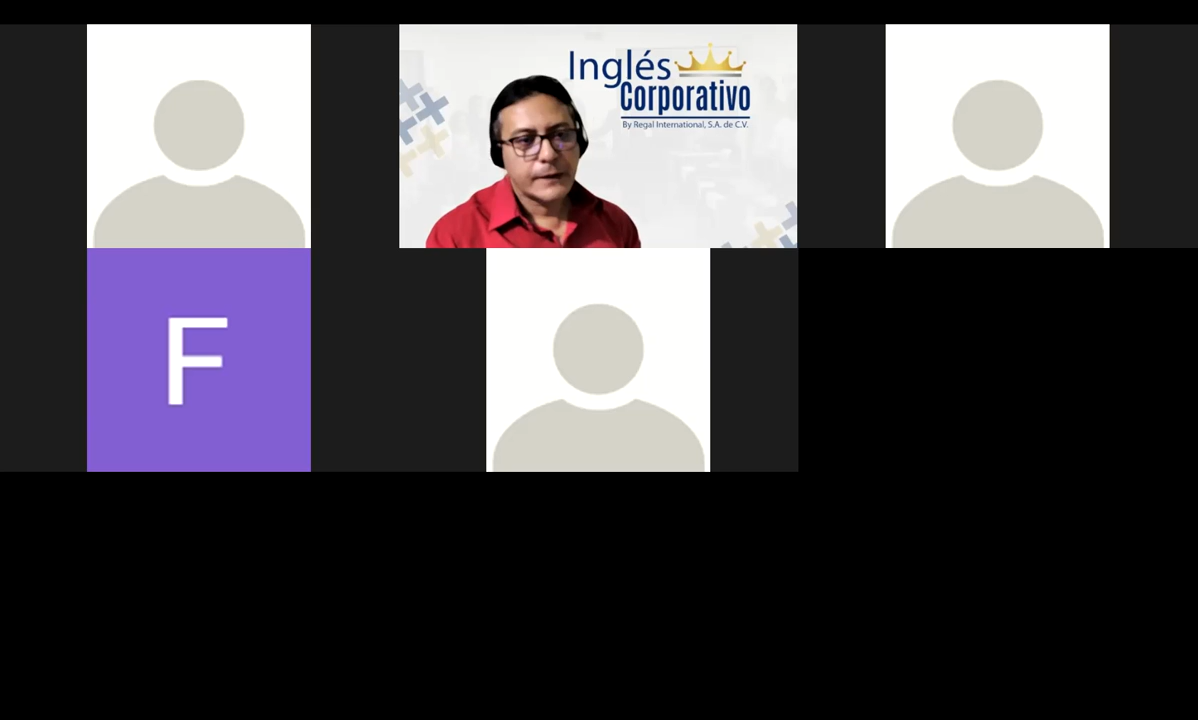 Inglés
Corporativo
By Regal International, S.A. de C.V.
F